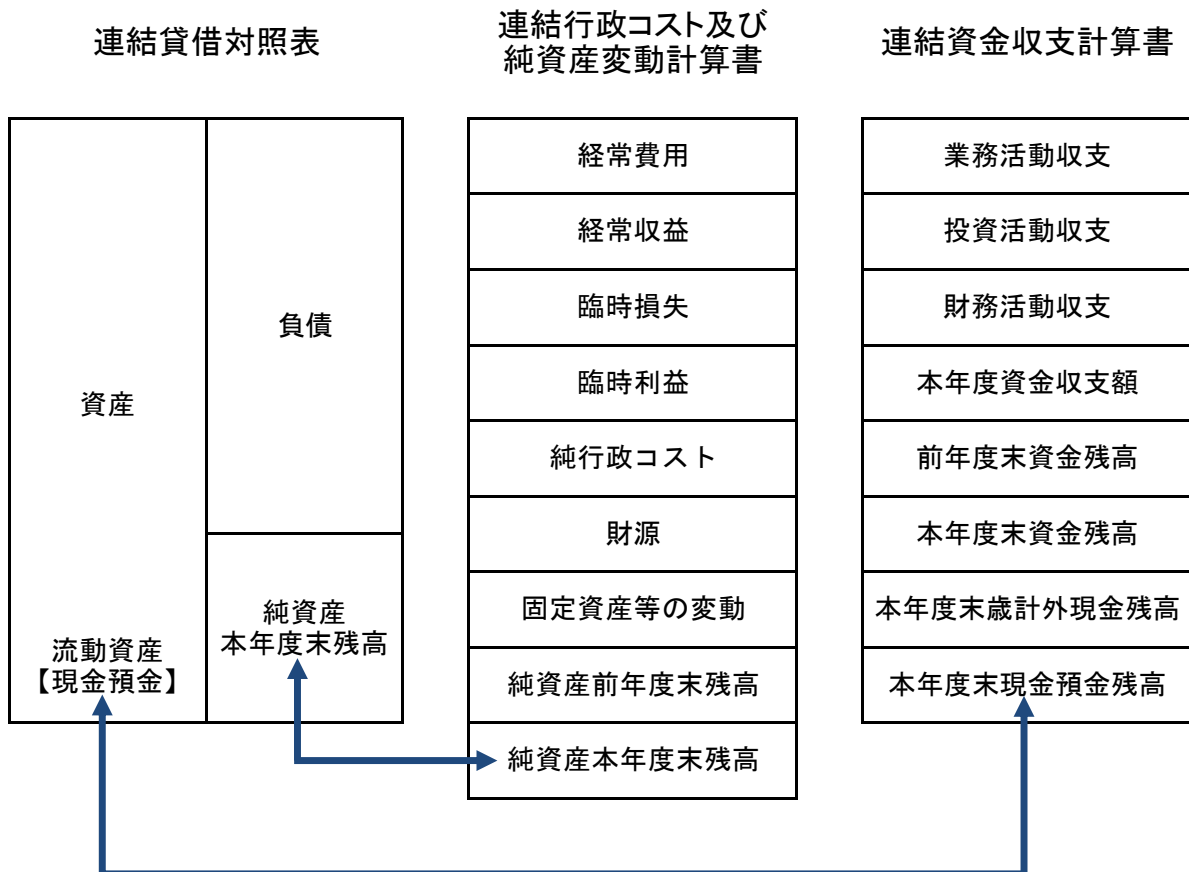 連結貸借対照表
連結行政コスト及び
純資産変動計算書
連結資金収支計算書
資産
流動資産
【現金預金】
負債
純資産
本年度末残高
経常費用
経常収益
臨時損失
臨時利益
純行政コスト
財源
固定資産等の変動
純資産前年度末残高
純資産本年度末残高
業務活動収支
投資活動収支
財務活動収支
本年度資金収支額
前年度末資金残高
本年度末資金残高
本年度末歳計外現金残高
本年度末現金預金残高